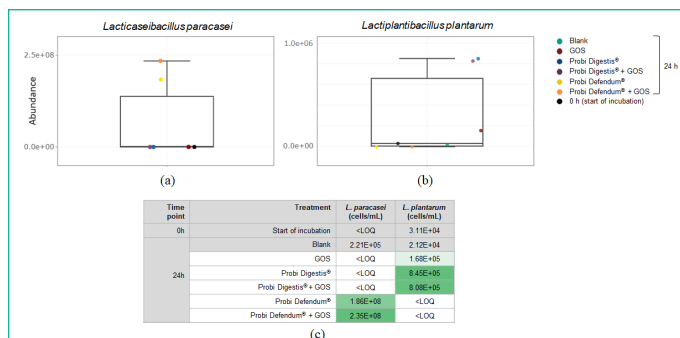 Lacticaseibacillus paracasei
Lactiplantibacillus plantarum
Abundance
2.5e+08
0.0e+00
1.0e+06
0.0e+00
Blank
GOS
Probi Digestis®
Probi Digestis® + GOS
Probi Defendum®
Probi Defendum® + GOS
0 h (start of incubation)
24 h
(a)
(b)
Time point Treatment L. paracasei (cells/mL) L. plantarum (cells/mL)
0h Start of incubation <LOQ 3.11E+04
24h Blank 2.21E+05 2.12E+04
GOS <LOQ 1.68E+05
Probi Digestis® <LOQ 8.45E+05
Probi Digestis® + GOS <LOQ 8.08E+05
Probi Defendum® 1.86E+08 <LOQ
Probi Defendum® + GOS 2.35E+08 <LOQ
(c)